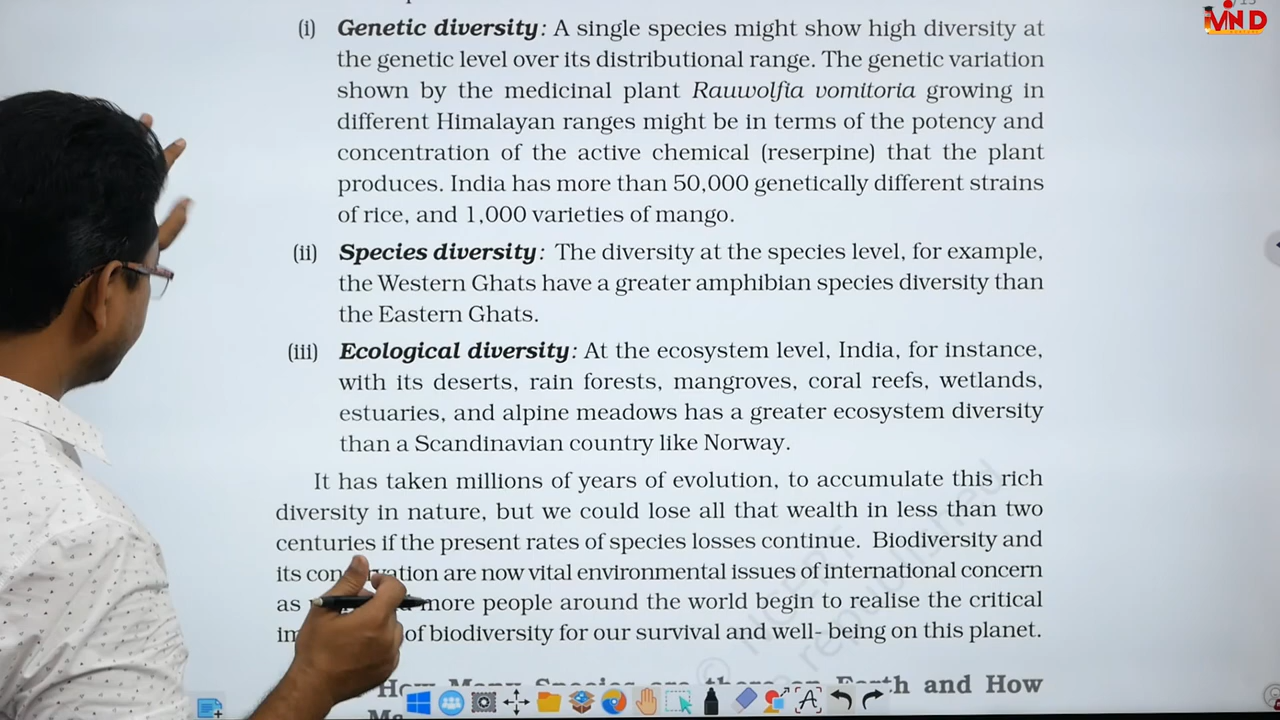 /13
MIND
(i) Genetic diversity: A single species might show high diversity at
the genetic level over its distributional range. The genetic variation
shown by the medicinal plant Rauwolfia vomitoria growing in
different Himalayan ranges might be in terms of the potency and
concentration of the active chemical (reserpine) that the plant
produces. India has more than 50,000 genetically different strains
of rice, and 1,000 varieties of mango.
(ii) Species diversity: The diversity at the species level, for example,
the Western Ghats have a greater amphibian species diversity than
the Eastern Ghats.
(iii) Ecological diversity: At the ecosystem level, India, for instance,
with its deserts, rain forests, mangroves, coral reefs, wetlands,
estuaries, and alpine meadows has a greater ecosystem diversity
than a Scandinavian country like Norway.
It has taken millions of years of evolution, to accumulate this rich
diversity in nature, but we could lose all that wealth in less than two
centuries if the present rates of species losses continue. Biodiversity and
its are now vital environmental issues of international concern
as more people around the world begin to realise the critical
of biodiversity for our survival and well- being on this planet.
How Many Species are there on Earth and How
republished